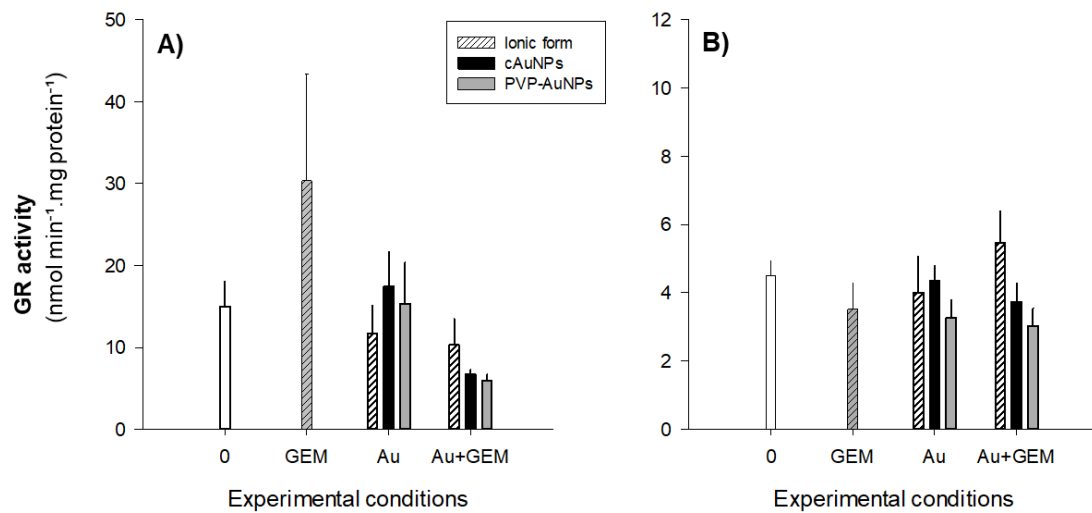 A)
Ionic form
cAuNPs
PVP-AuNPs
GR activity
(nmol min⁻¹.mg protein⁻¹)
50
40
30
20
10
0
0 GEM Au Au+GEM
Experimental conditions
B)
12
10
8
6
4
2
0
0 GEM Au Au+GEM
Experimental conditions